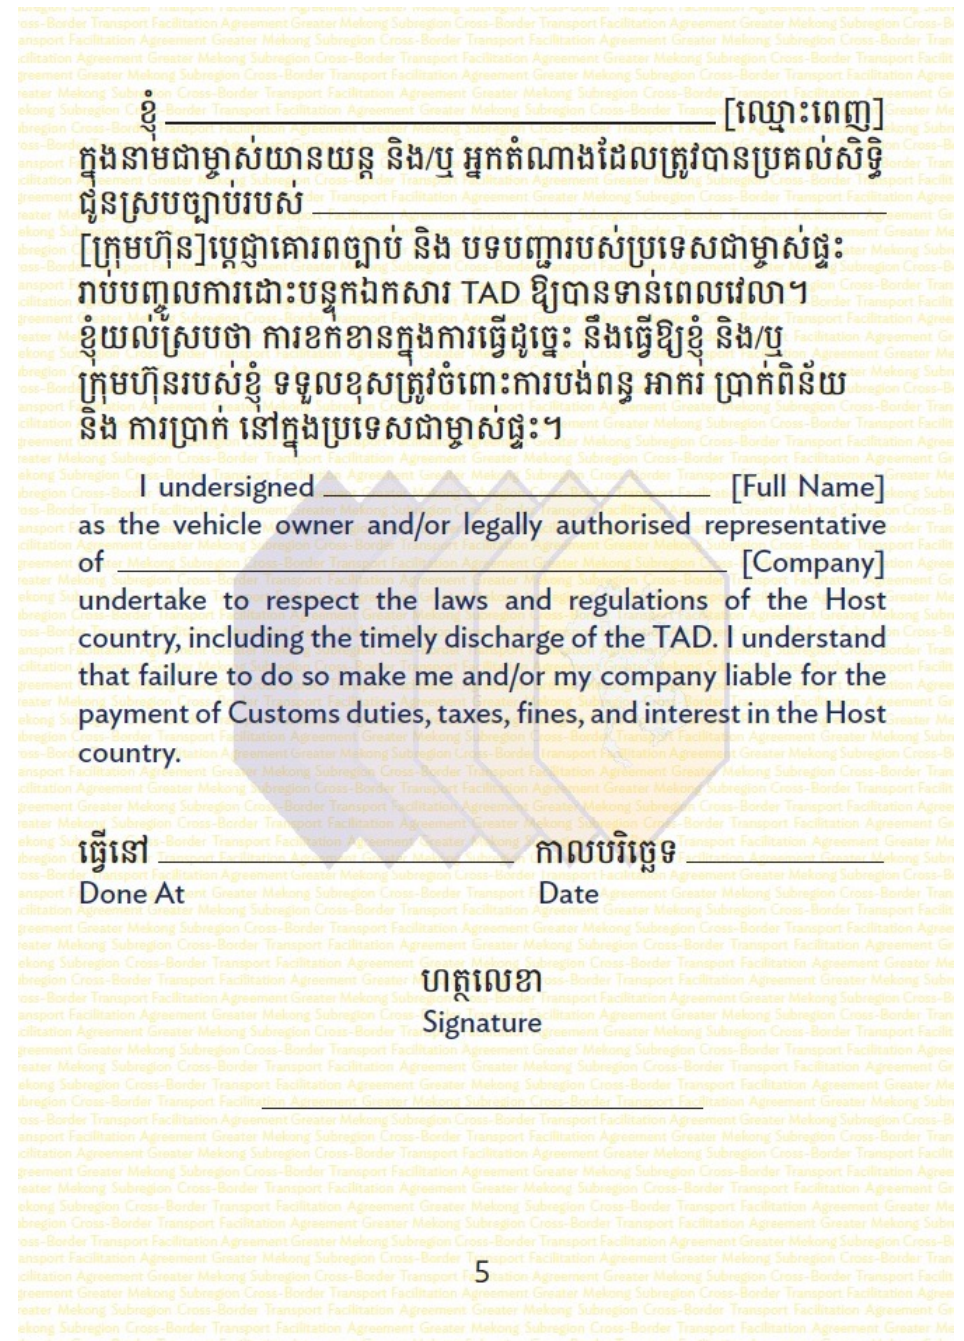 ខ្ញុំ ______ [ឈ្មោះពេញ]
ក្នុងនាមជាម្ចាស់យានយន្ត និង/ឬ អ្នកតំណាងដែលត្រូវបានប្រគល់សិទ្ធិ
ជូនស្របច្បាប់របស់ ______
[ក្រុមហ៊ុន]ប្ដេជ្ញាគោរពច្បាប់ និង បទបញ្ជារបស់ប្រទេសជាម្ចាស់ផ្ទះ
រាប់បញ្ចូលការដោះបន្ទុកឯកសារ TAD ឱ្យបានទាន់ពេលវេលា។
ខ្ញុំយល់ស្របថា ការខកខានក្នុងការធ្វើដូច្នេះ នឹងធ្វើឱ្យខ្ញុំ និង/ឬ
ក្រុមហ៊ុនរបស់ខ្ញុំ ទទួលខុសត្រូវចំពោះការបង់ពន្ធ អាករ ប្រាក់ពិន័យ
និង ការប្រាក់ នៅក្នុងប្រទេសជាម្ចាស់ផ្ទះ។
I undersigned ______ [Full Name]
as the vehicle owner and/or legally authorised representative
of ______ [Company]
undertake to respect the laws and regulations of the Host
country, including the timely discharge of the TAD. I understand
that failure to do so make me and/or my company liable for the
payment of Customs duties, taxes, fines, and interest in the Host
country.
ធ្វើនៅ ______ កាលបរិច្ឆេទ ______
Done At Date
ហត្ថលេខា
Signature
5